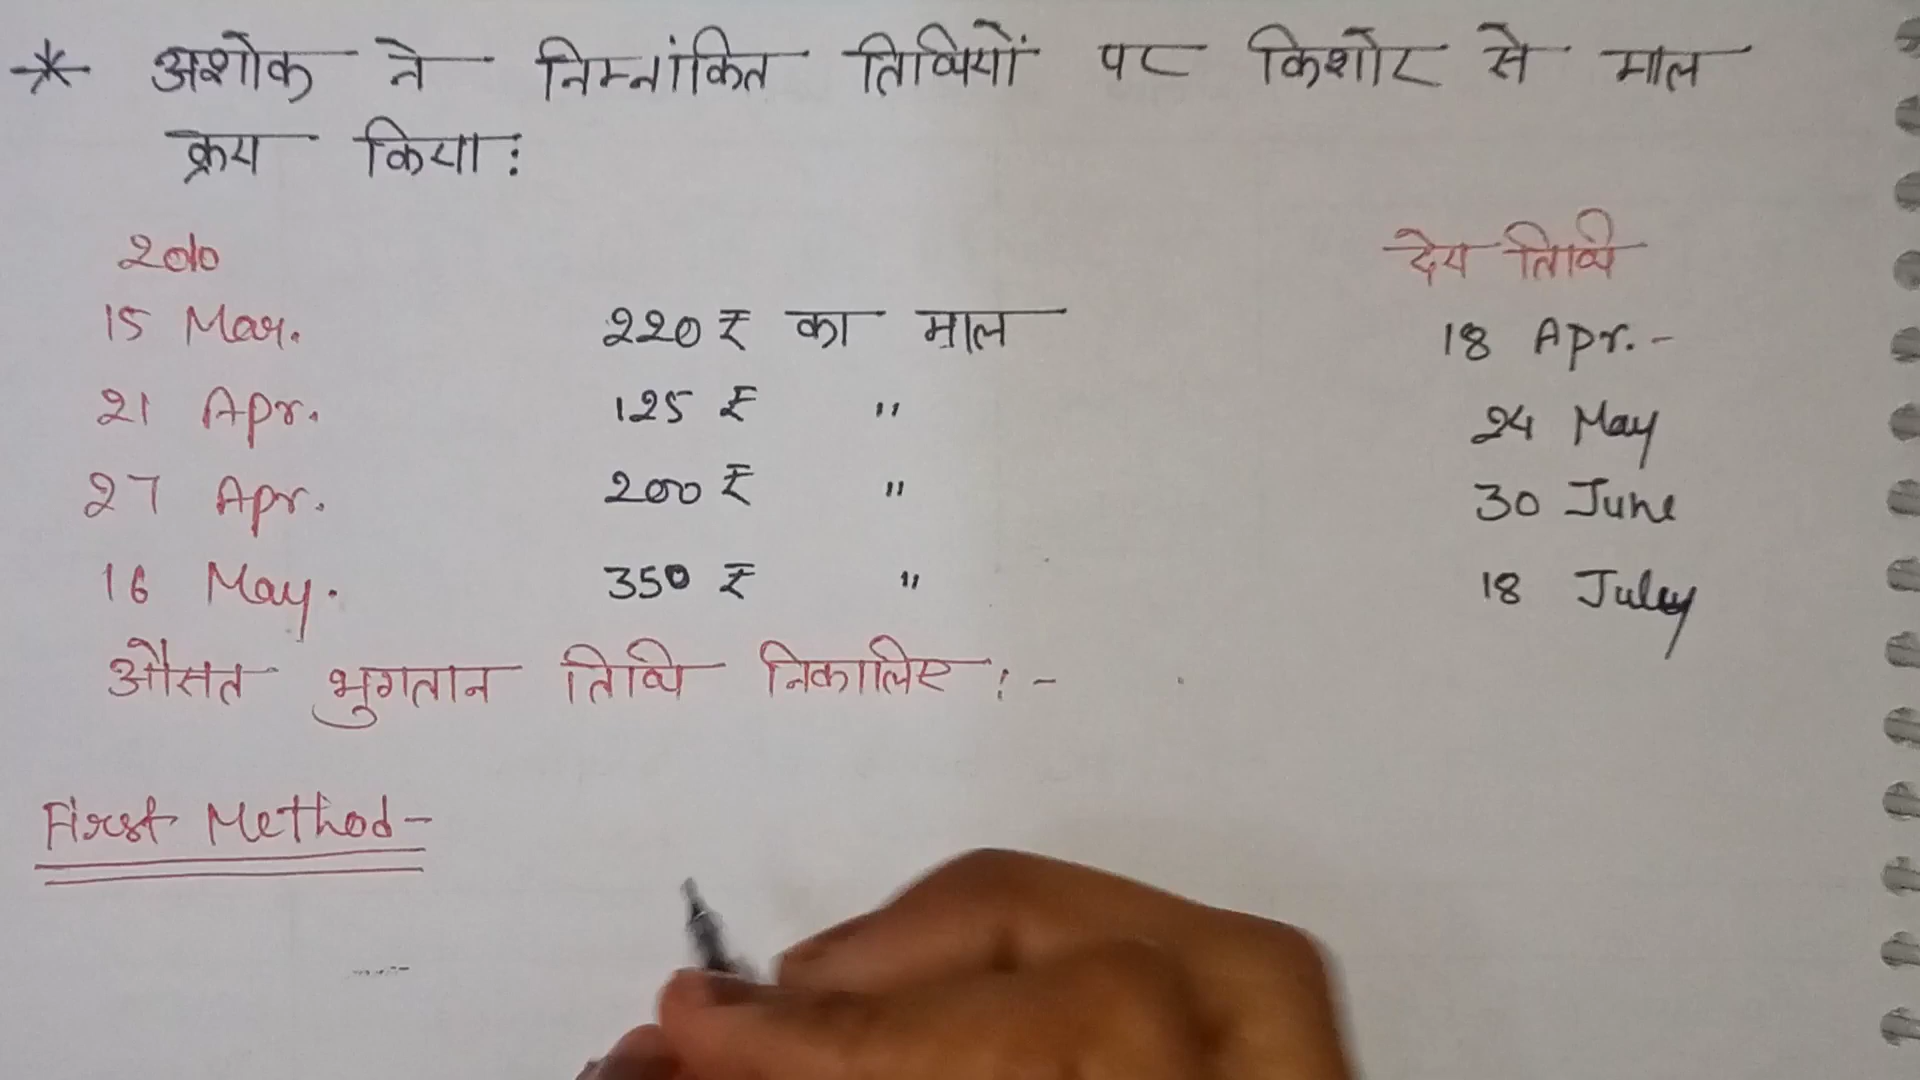 * अशोक ने निम्नांकित तिथियों पर किशोर से माल
क्रय किया :
2010 देय तिथि
15 Mar. 220 ₹ का माल 18 Apr. -
21 Apr. 125 ₹ " 24 May
27 Apr. 200 ₹ " 30 June
16 May. 350 ₹ " 18 Juley
औसत भुगतान तिथि निकालिए : -
First Method -